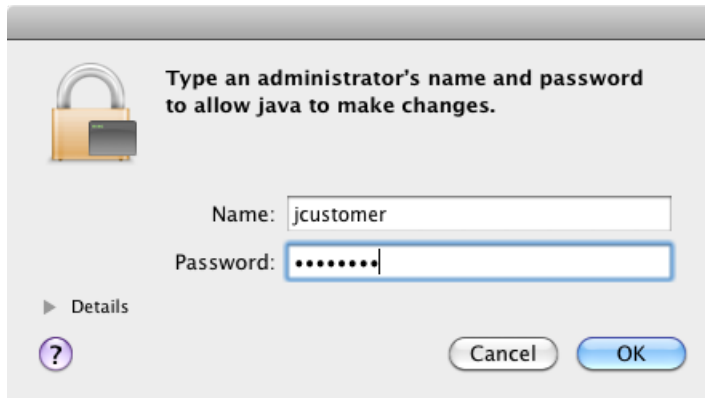 Type an administrator's name and password
to allow java to make changes.
Name: jcustomer
Password: ••••••••
Details
?
Cancel OK